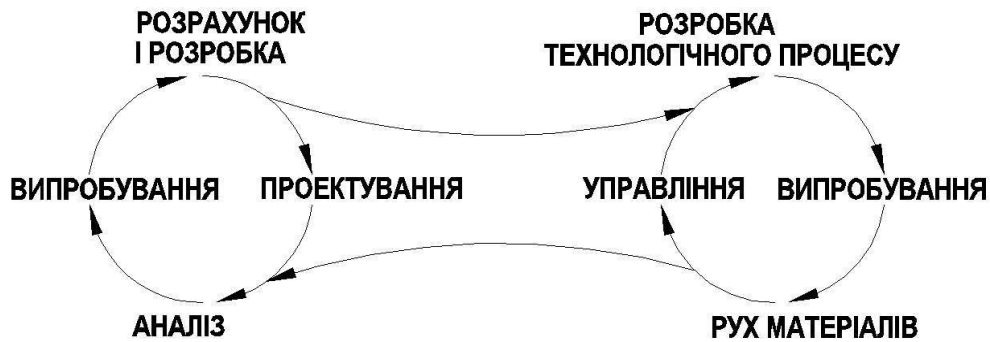 РОЗРАХУНОК
І РОЗРОБКА
РОЗРОБКА
ТЕХНОЛОГІЧНОГО ПРОЦЕСУ
ВИПРОБУВАННЯ
ПРОЕКТУВАННЯ
УПРАВЛІННЯ
ВИПРОБУВАННЯ
АНАЛІЗ
РУХ МАТЕРІАЛІВ